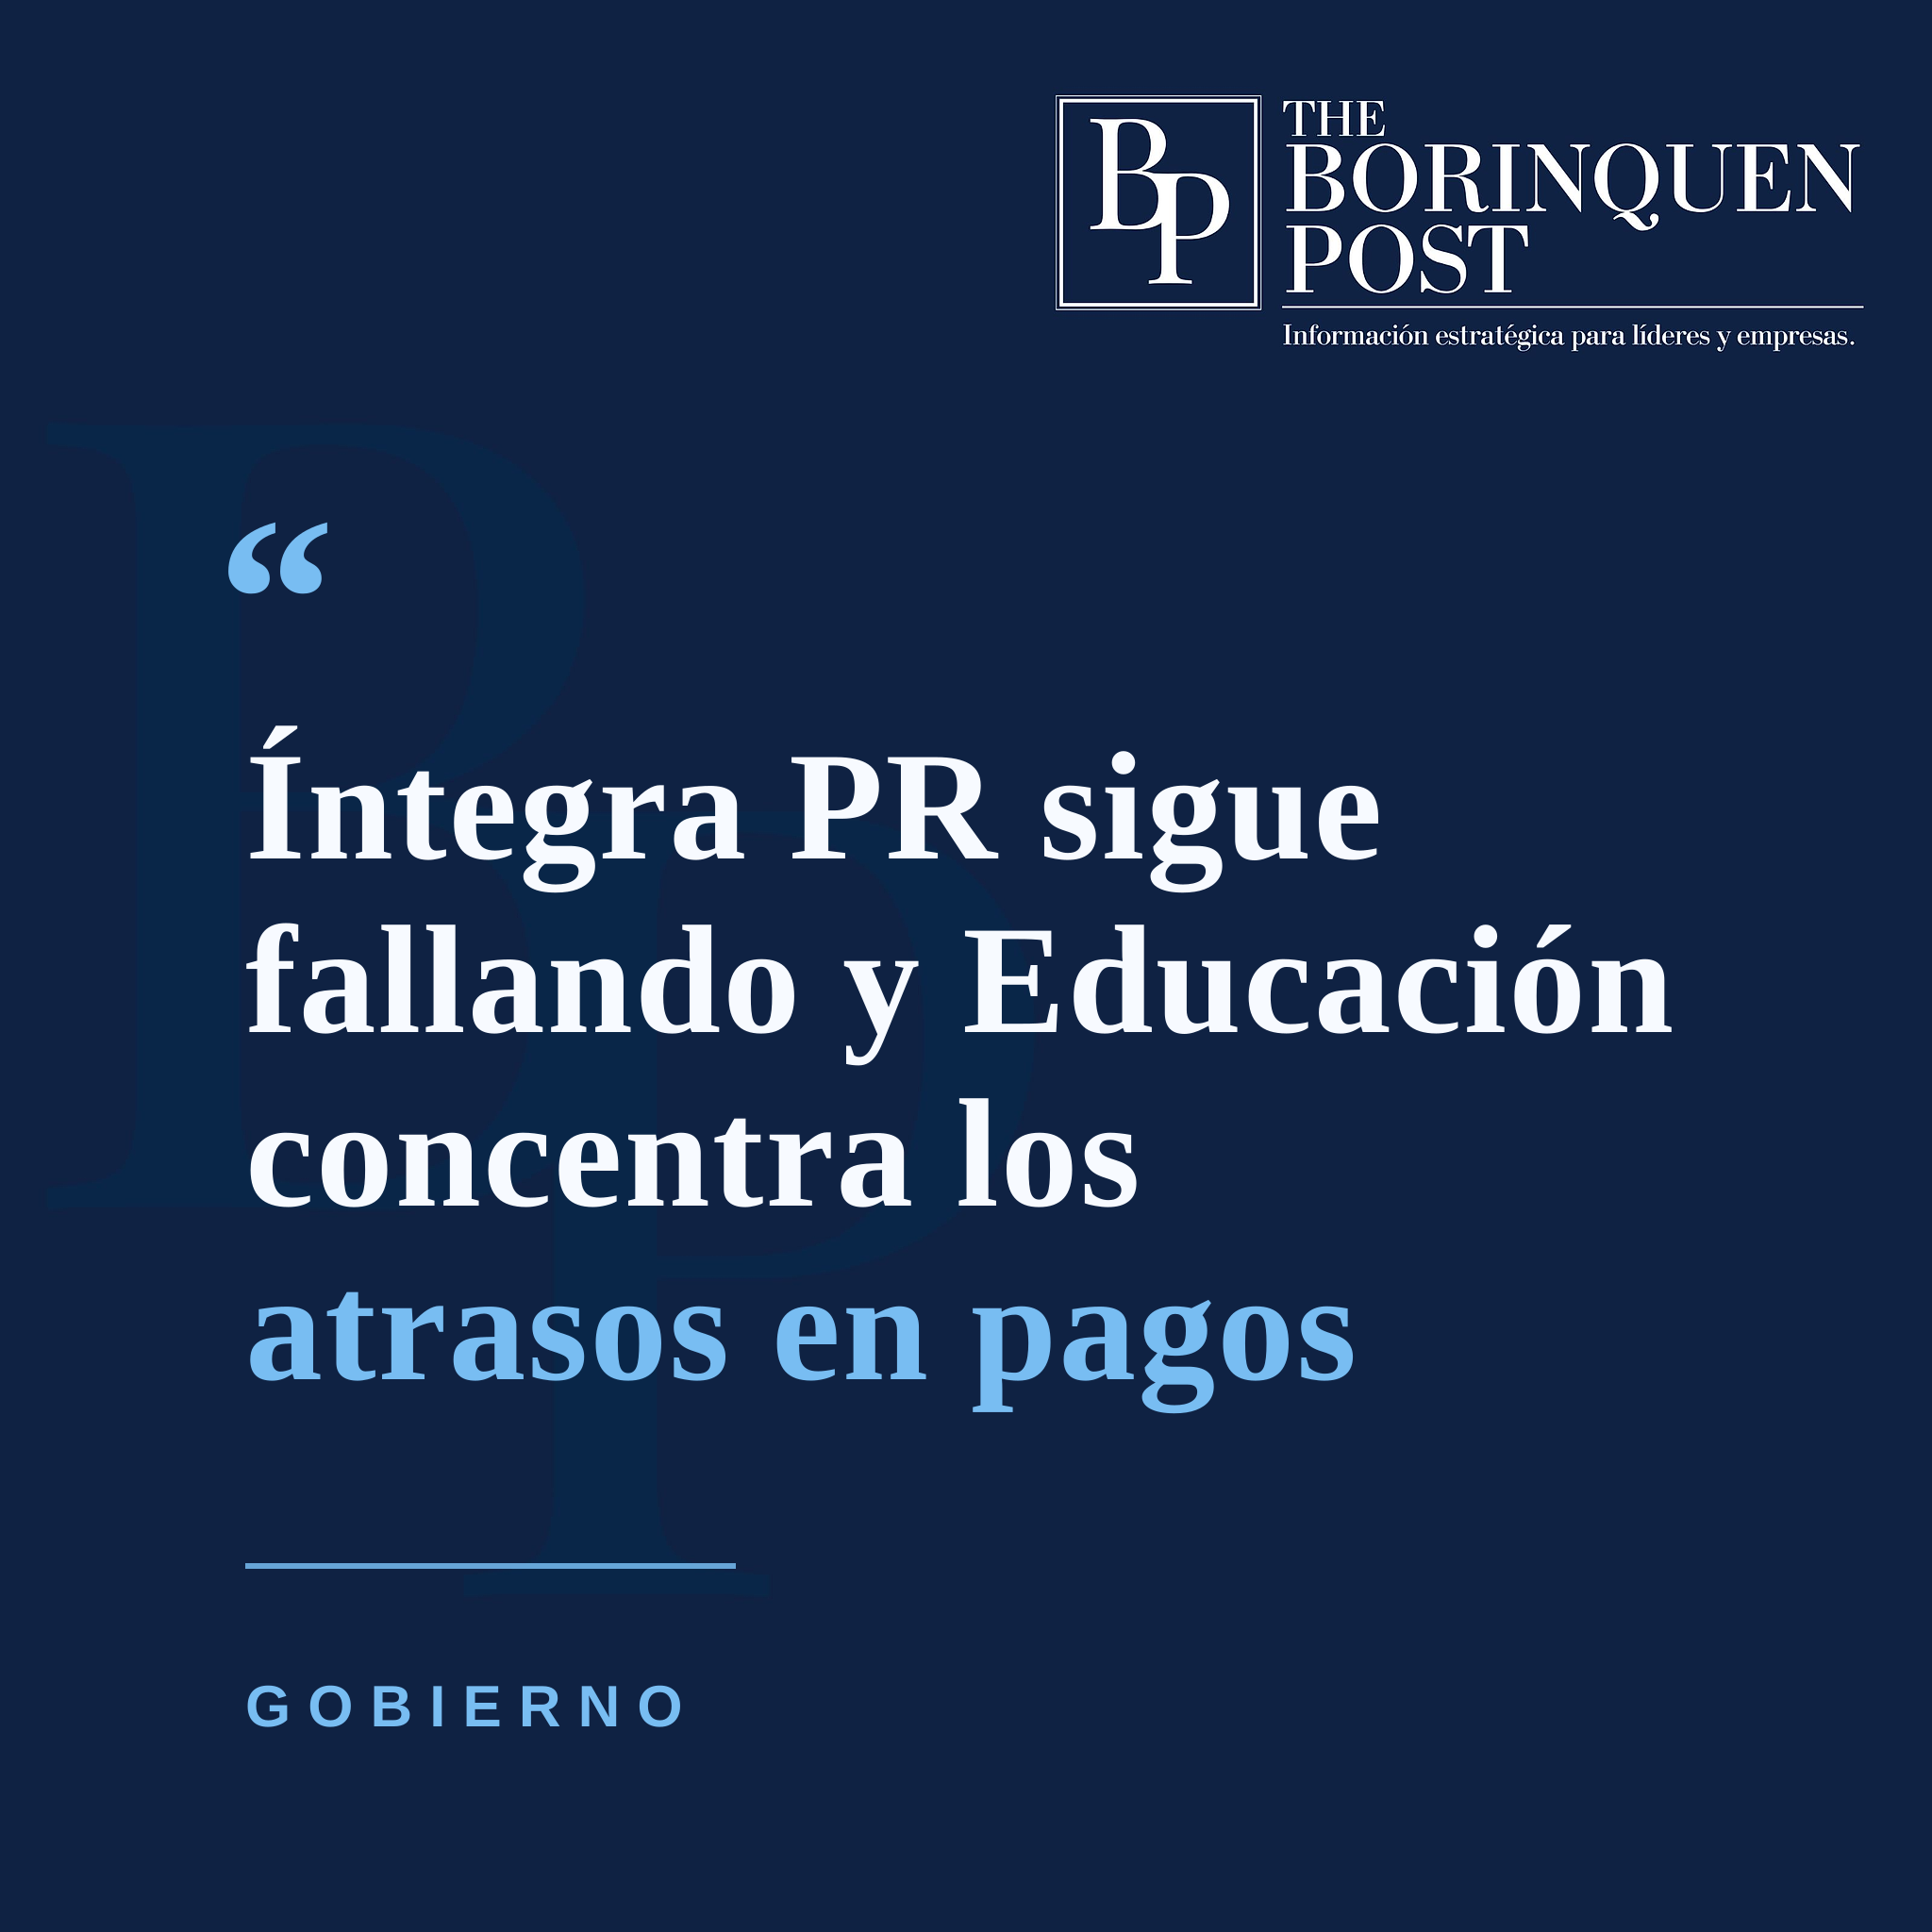 BP
THE
BORINQUEN
POST
Información estratégica para líderes y empresas.
“
Íntegra PR sigue
fallando y Educación
concentra los
atrasos en pagos
GOBIERNO